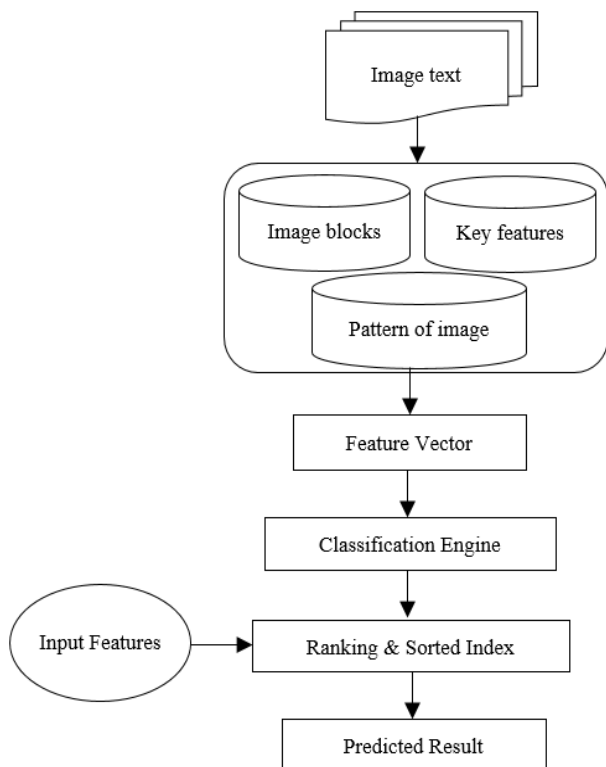 Image text
Image blocks
Key features
Pattern of image
Feature Vector
Classification Engine
Input Features
Ranking & Sorted Index
Predicted Result